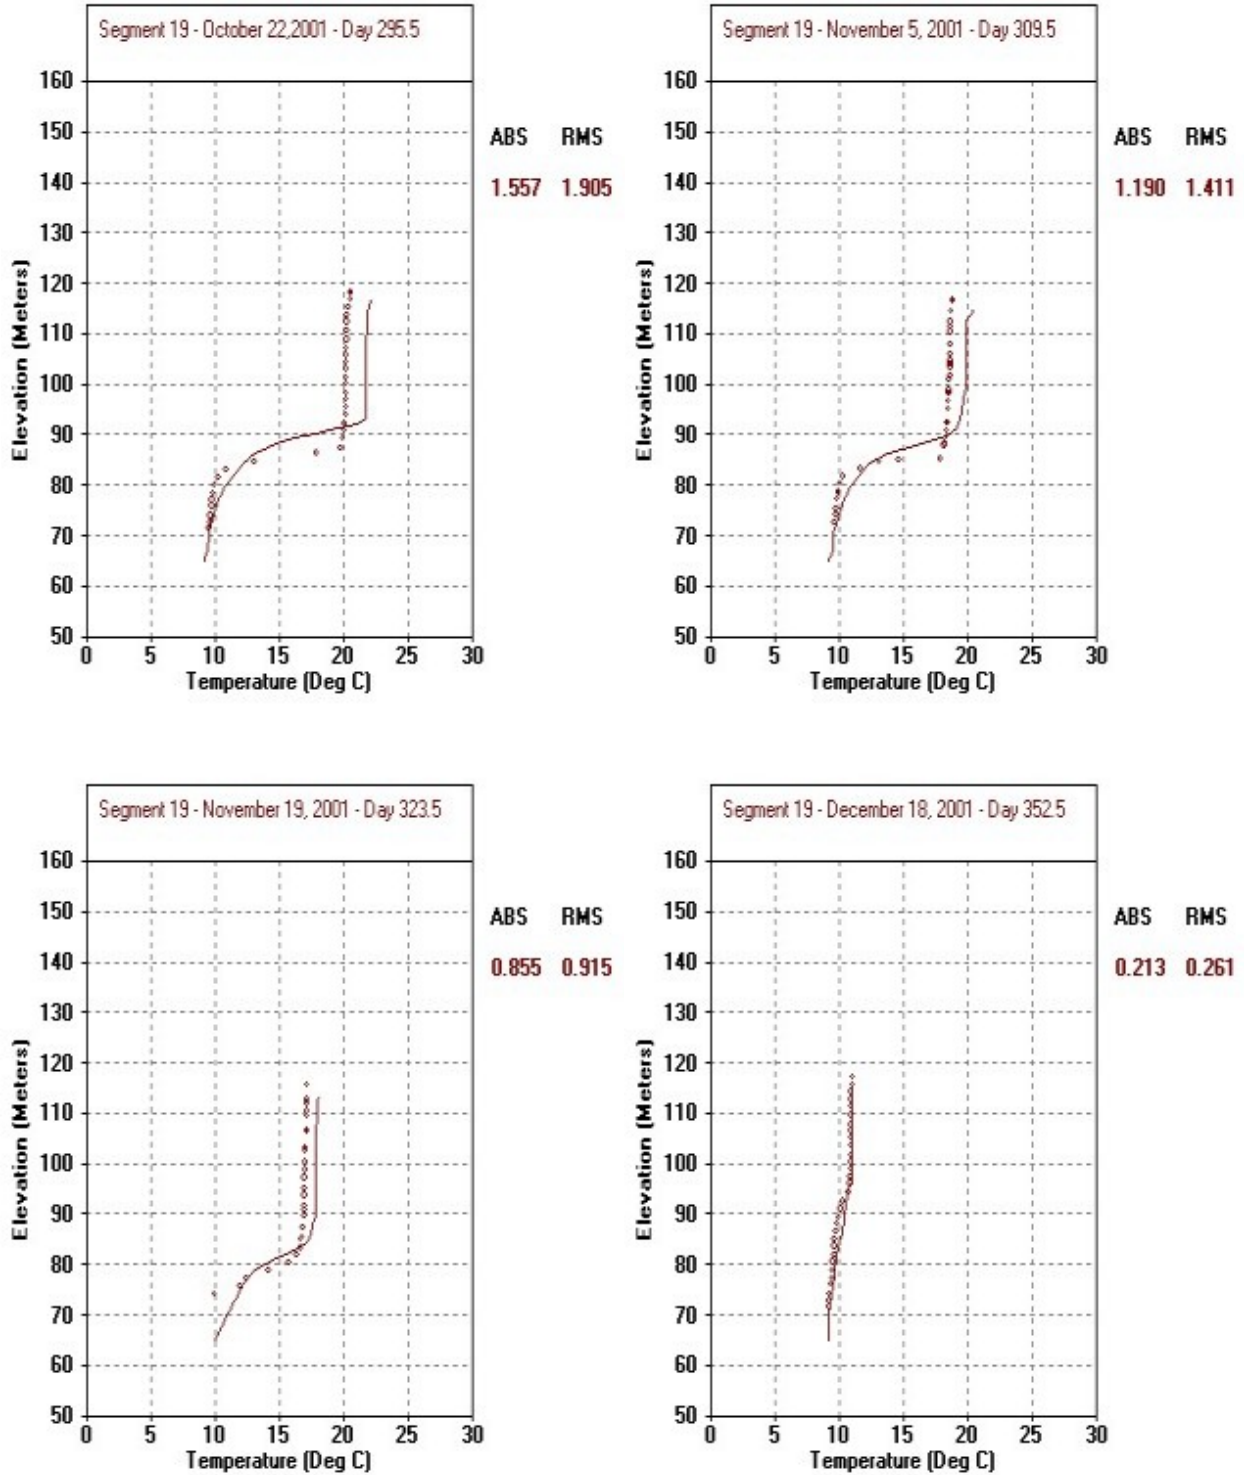 Segment 19 - October 22,2001 - Day 295.5
160
150
140
130
120
110
100
90
80
70
60
50
Elevation (Meters)
0 5 10 15 20 25 30
Temperature (Deg C)
ABS RMS
1.557 1.905
Segment 19 - November 5, 2001 - Day 309.5
160
150
140
130
120
110
100
90
80
70
60
50
Elevation (Meters)
0 5 10 15 20 25 30
Temperature (Deg C)
ABS RMS
1.190 1.411
Segment 19 - November 19, 2001 - Day 323.5
160
150
140
130
120
110
100
90
80
70
60
50
Elevation (Meters)
0 5 10 15 20 25 30
Temperature (Deg C)
ABS RMS
0.855 0.915
Segment 19 - December 18, 2001 - Day 352.5
160
150
140
130
120
110
100
90
80
70
60
50
Elevation (Meters)
0 5 10 15 20 25 30
Temperature (Deg C)
ABS RMS
0.213 0.261